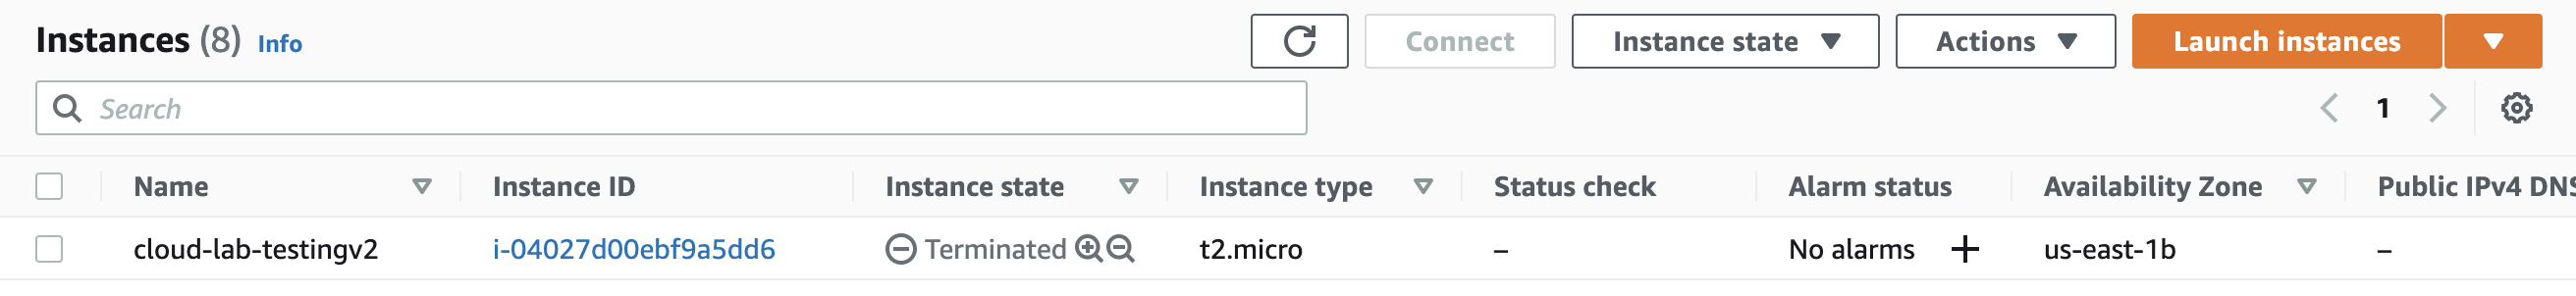 Instances (8) Info Connect Instance state Actions Launch instances
Search 1
Name Instance ID Instance state Instance type Status check Alarm status Availability Zone Public IPv4 DNS
cloud-lab-testingv2 i-04027d00ebf9a5dd6 Terminated t2.micro – No alarms + us-east-1b –